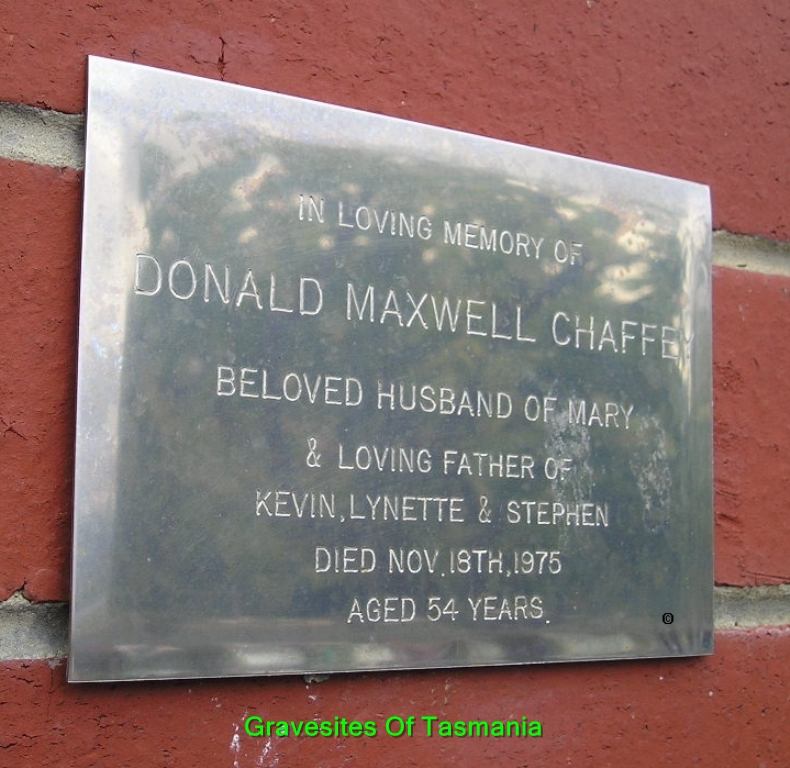 IN LOVING MEMORY OF
DONALD MAXWELL CHAFFEY
BELOVED HUSBAND OF MARY
& LOVING FATHER OF
KEVIN, LYNETTE & STEPHEN
DIED NOV. 18TH, 1975
AGED 54 YEARS.
©
Gravesites Of Tasmania